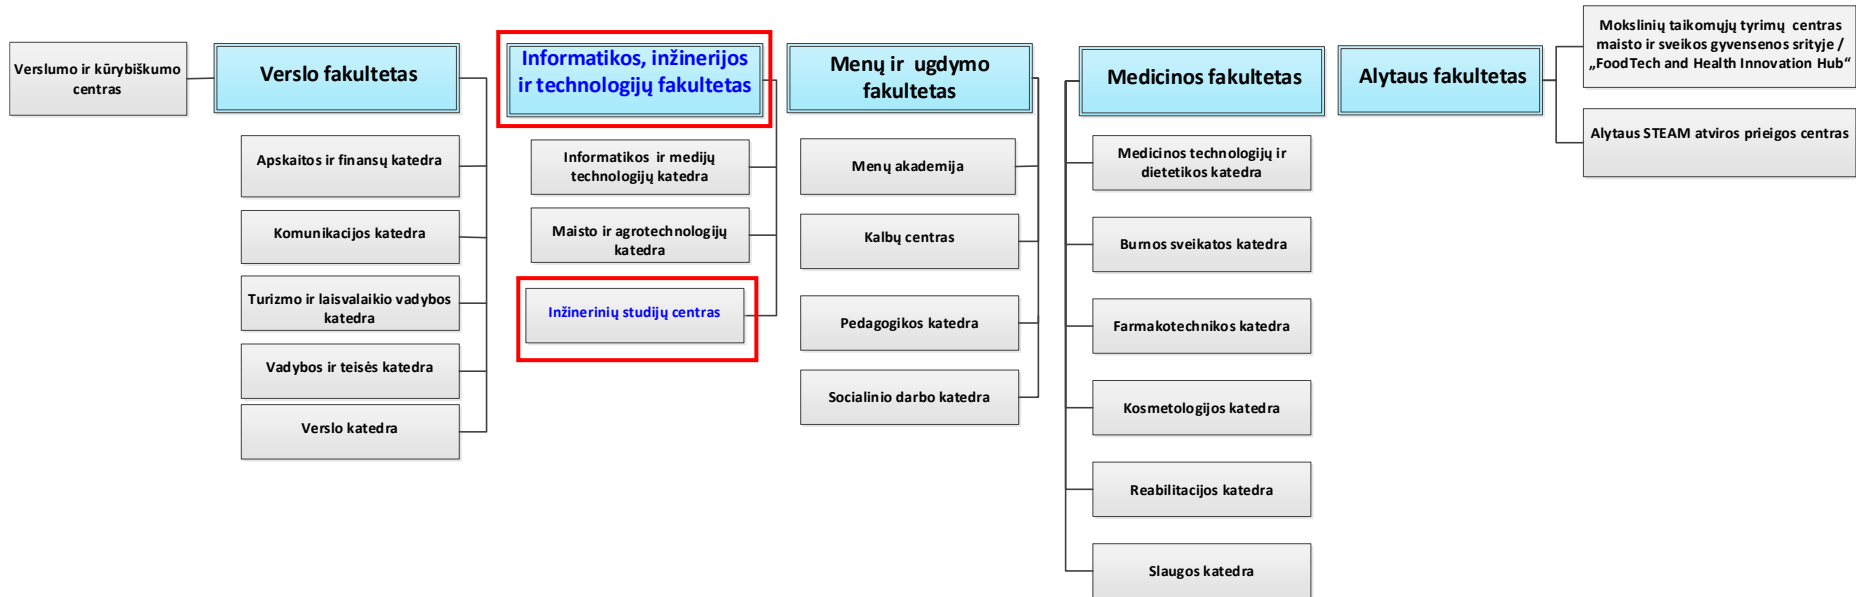 Verslumo ir kūrybiškumo
centras
Verslo fakultetas
Apskaitos ir finansų katedra
Komunikacijos katedra
Turizmo ir laisvalaikio vadybos
katedra
Vadybos ir teisės katedra
Verslo katedra
Informatikos, inžinerijos
ir technologijų fakultetas
Informatikos ir medijų
technologijų katedra
Maisto ir agrotechnologijų
katedra
Inžinerinių studijų centras
Menų ir ugdymo
fakultetas
Menų akademija
Kalbų centras
Pedagogikos katedra
Socialinio darbo katedra
Medicinos fakultetas
Medicinos technologijų ir
dietetikos katedra
Burnos sveikatos katedra
Farmakotechnikos katedra
Kosmetologijos katedra
Reabilitacijos katedra
Slaugos katedra
Alytaus fakultetas
Mokslinių taikomųjų tyrimų centras
maisto ir sveikos gyvensenos srityje /
„FoodTech and Health Innovation Hub“
Alytaus STEAM atviros prieigos centras